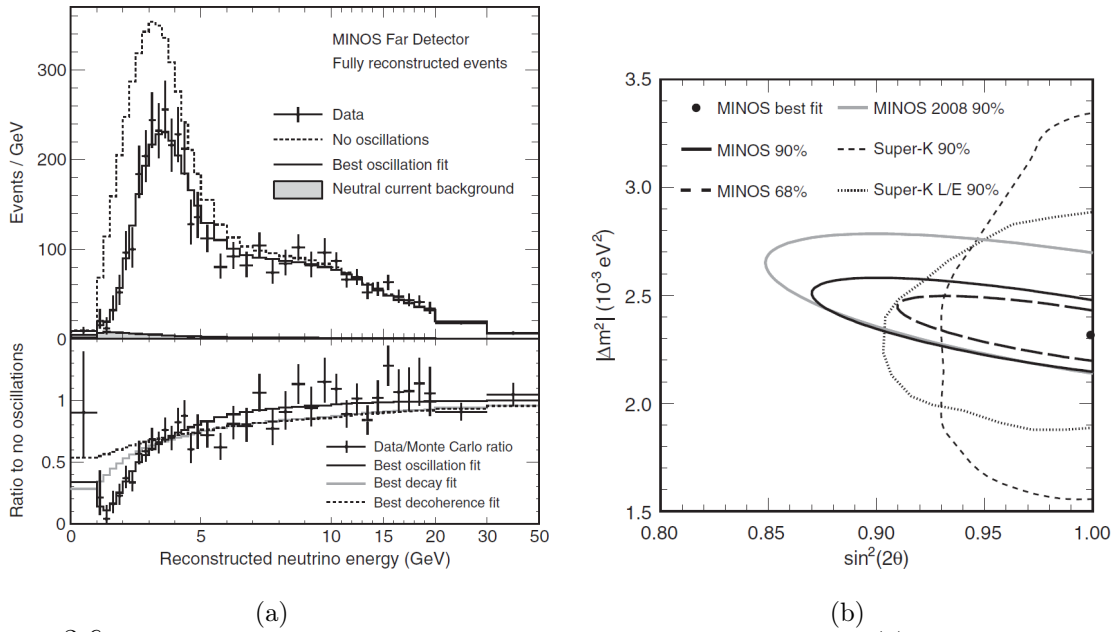 MINOS Far Detector
Fully reconstructed events
Data
No oscillations
Best oscillation fit
Neutral current background
Events / GeV
300
200
100
0
Ratio to no oscillations
1
0.5
0
Data/Monte Carlo ratio
Best oscillation fit
Best decay fit
Best decoherence fit
0 5 10 15 20 30 50
Reconstructed neutrino energy (GeV)
(a)
MINOS best fit
MINOS 90%
MINOS 68%
MINOS 2008 90%
Super-K 90%
Super-K L/E 90%
|Δm²| (10⁻³ eV²)
3.5
3.0
2.5
2.0
1.5
0.80 0.85 0.90 0.95 1.00
sin²(2θ)
(b)